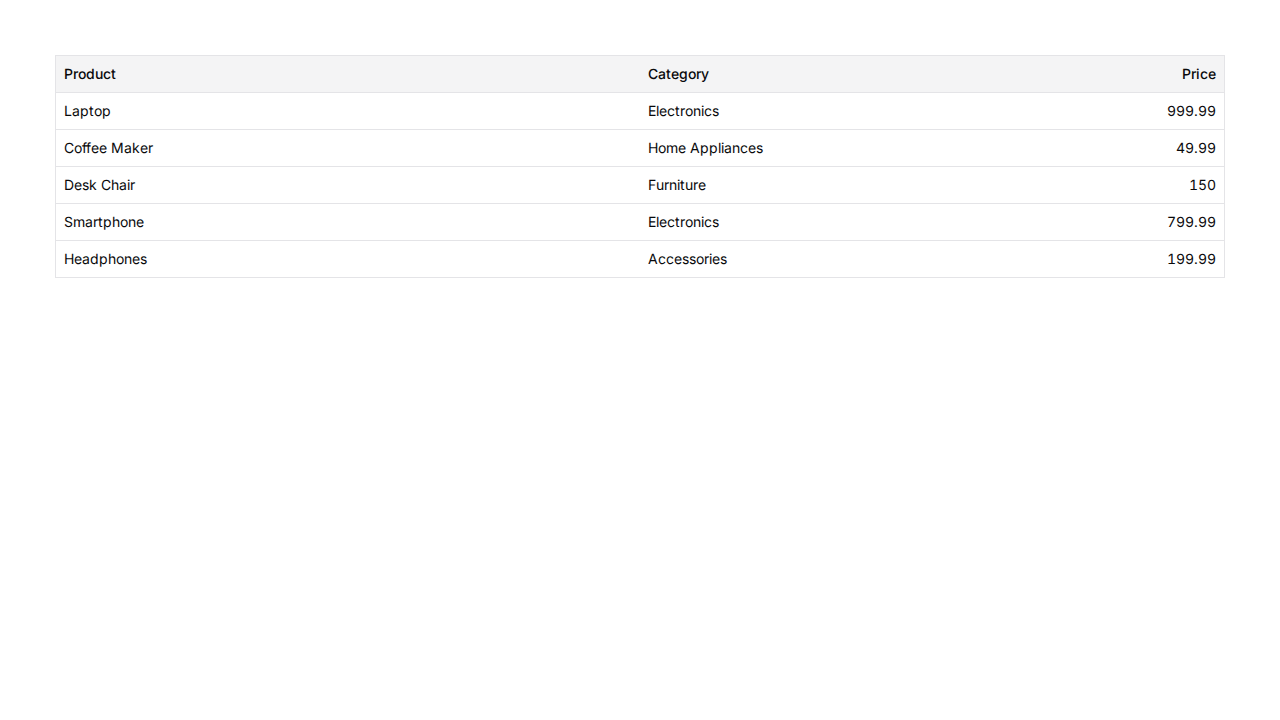 Product Category Price
Laptop Electronics 999.99
Coffee Maker Home Appliances 49.99
Desk Chair Furniture 150
Smartphone Electronics 799.99
Headphones Accessories 199.99